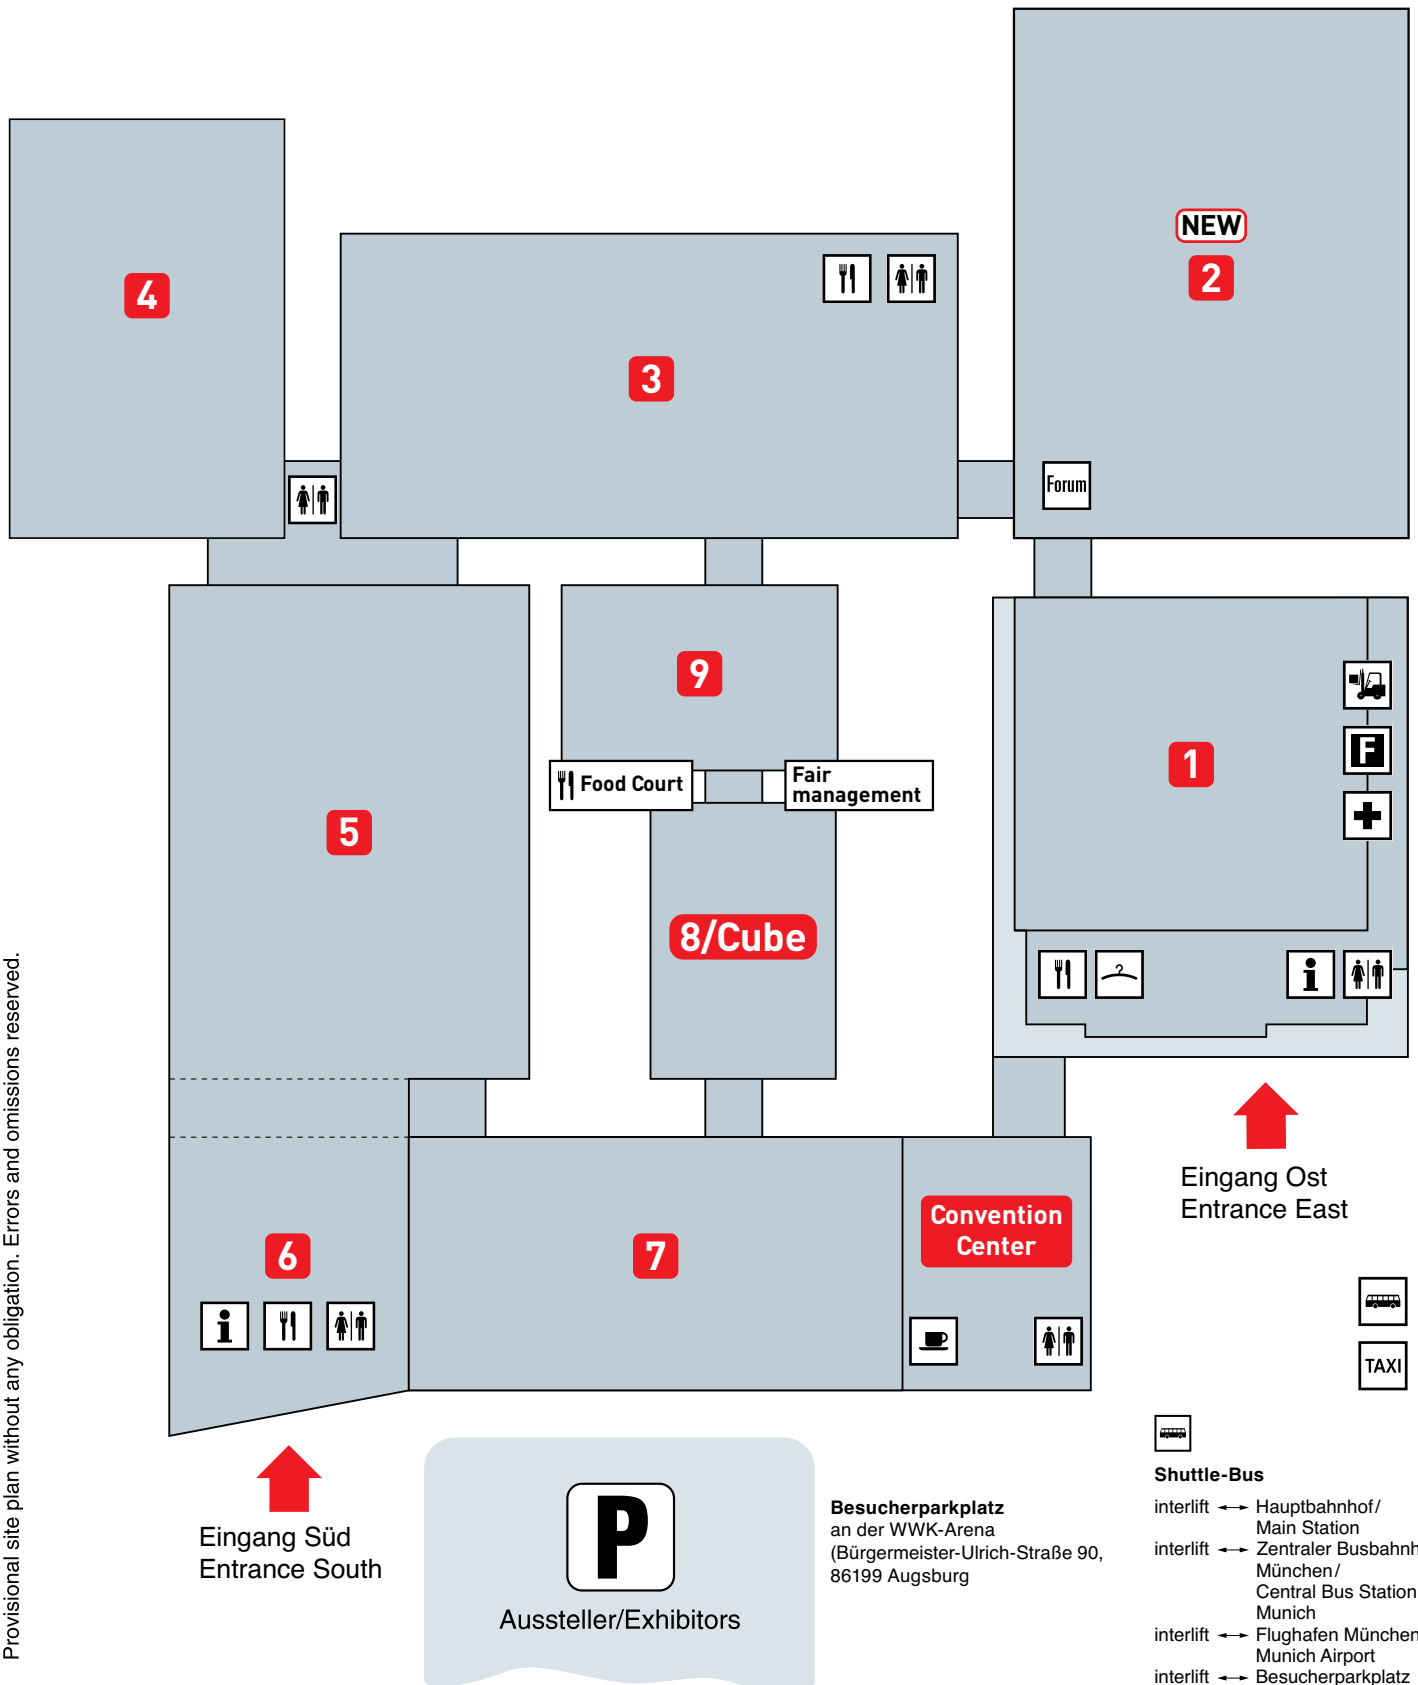 NEW
2
4
3
Forum
9
1
Food Court
Fair
management
F
5
8/Cube
Provisional site plan without any obligation. Errors and omissions reserved.
Eingang Ost
Entrance East
Convention
Center
6
7
TAXI
Eingang Süd
Entrance South
P
Aussteller/Exhibitors
Besucherparkplatz
an der WWK-Arena
(Bürgermeister-Ulrich-Straße 90,
86199 Augsburg
Shuttle-Bus
interlift ←→ Hauptbahnhof/
Main Station
interlift ←→ Zentraler Busbahnh
München/
Central Bus Station
Munich
interlift ←→ Flughafen München
Munich Airport
interlift ←→ Besucherparkplatz